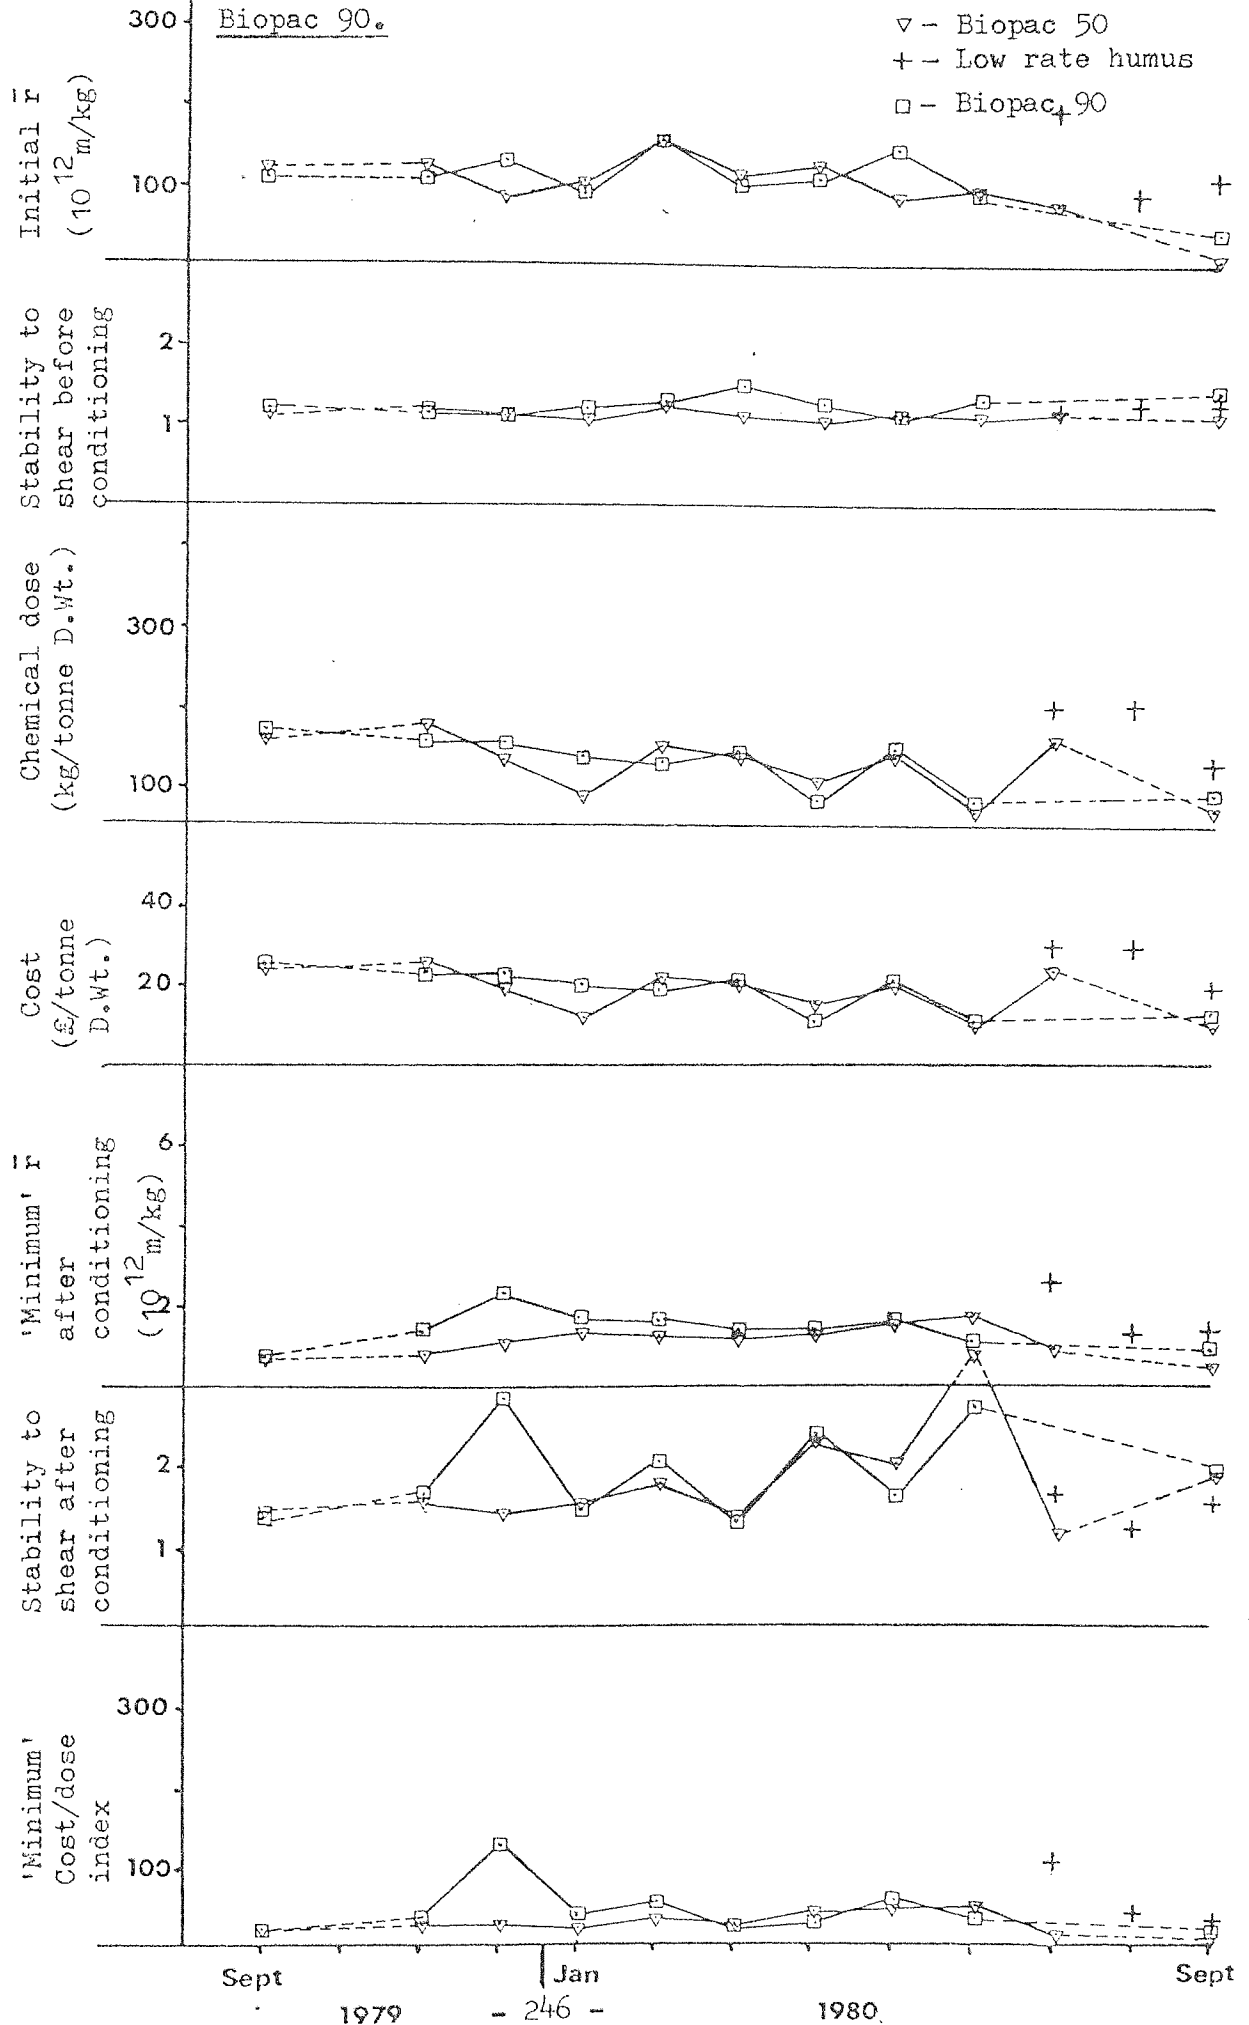 Biopac 90.
▽ - Biopac 50
+ - Low rate humus
□ - Biopac 90
300
100
Initial r̄
(10¹²m/kg)
2
1
Stability to
shear before
conditioning
300
100
Chemical dose
(kg/tonne D.Wt.)
40
20
Cost
(£/tonne
D.Wt.)
6
2
'Minimum' r̄
after
conditioning
(10¹²m/kg)
2
1
Stability to
shear after
conditioning
300
100
'Minimum'
Cost/dose
index
Sept
Jan
Sept
1979
- 246 -
1980